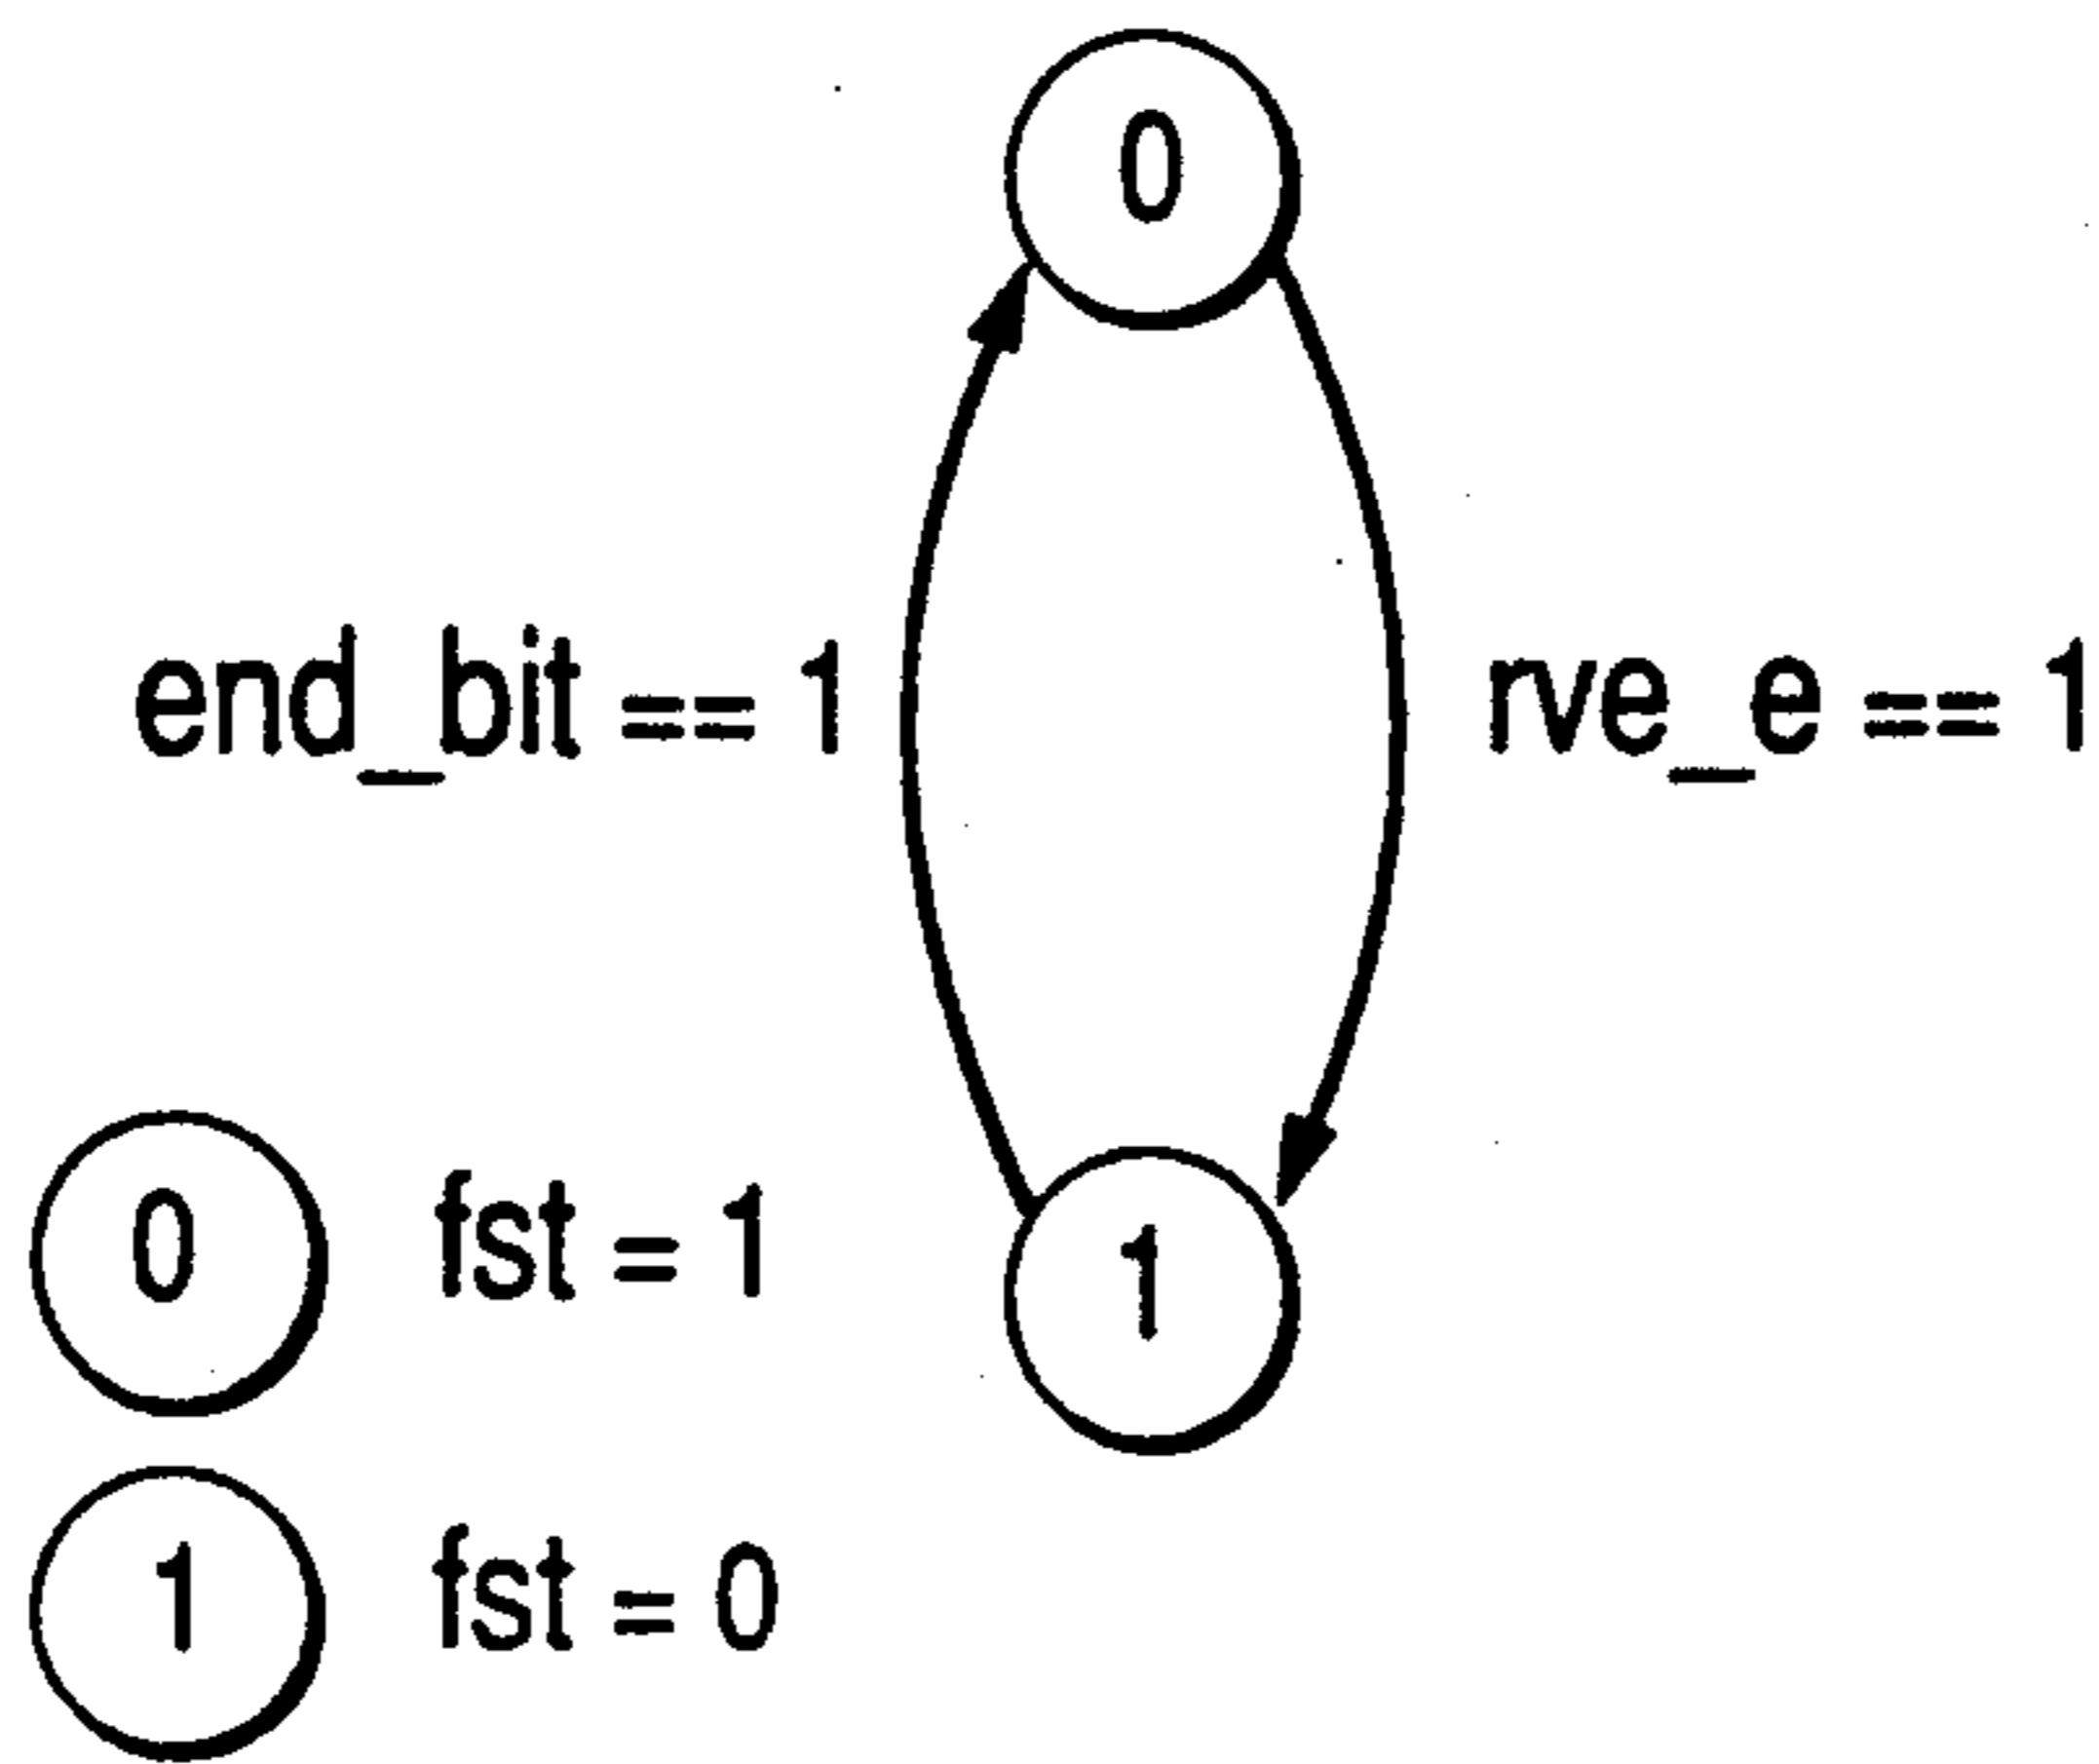 0
end_bit == 1
rve_e == 1
0 fst = 1
1
1 fst = 0